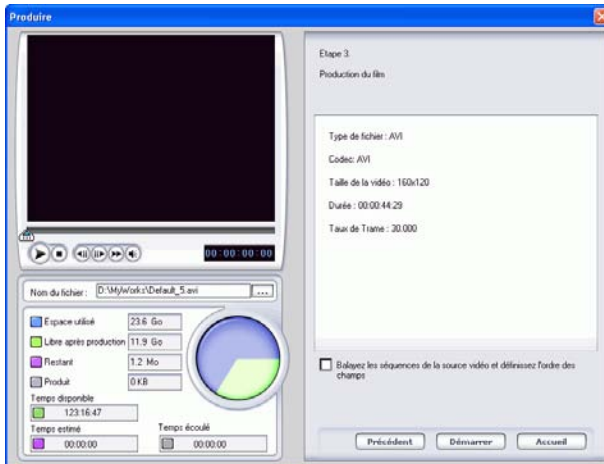 Produire
00:00:00:00
Nom du fichier :
D:\MyWorks\Default_5.avi
...
Espace utilisé
23.6 Go
Libre après production
11.9 Go
Restant
1.2 Mo
Produit
0 KB
Temps disponible
123:16:47
Temps estimé
Temps écoulé
00:00:00
00:00:00
Etape 3.
Production du film
Type de fichier : AVI
Codec: AVI
Taille de la vidéo : 160x120
Durée : 00:00:44:29
Taux de Trame : 30.000
Balayez les séquences de la source vidéo et définissez l'ordre des
champs
Précédent
Démarrer
Accueil